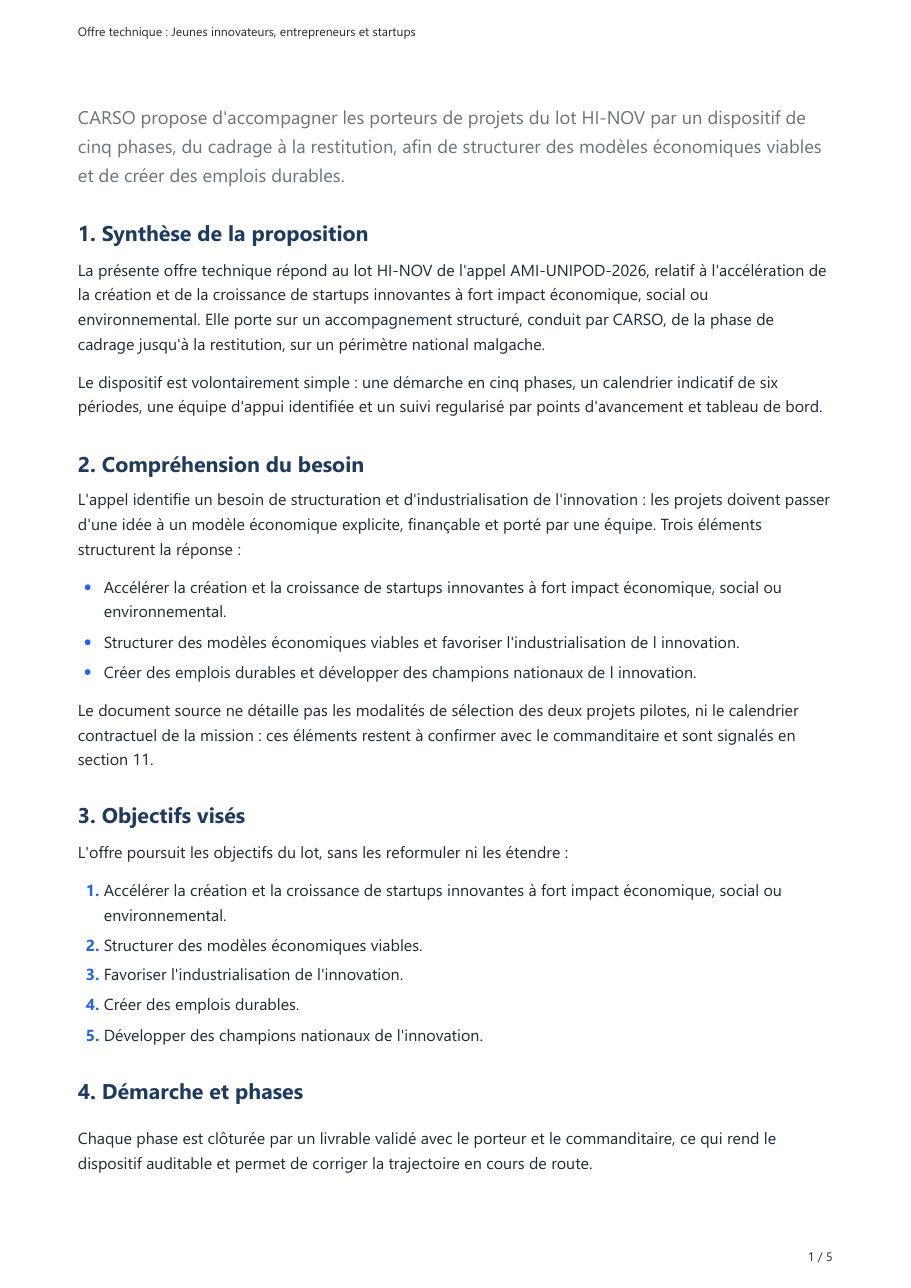 Offre technique : Jeunes innovateurs, entrepreneurs et startups
CARSO propose d'accompagner les porteurs de projets du lot HI-NOV par un dispositif de
cinq phases, du cadrage à la restitution, afin de structurer des modèles économiques viables
et de créer des emplois durables.
1. Synthèse de la proposition
La présente offre technique répond au lot HI-NOV de l'appel AMI-UNIPOD-2026, relatif à l'accélération de
la création et de la croissance de startups innovantes à fort impact économique, social ou
environnemental. Elle porte sur un accompagnement structuré, conduit par CARSO, de la phase de
cadrage jusqu'à la restitution, sur un périmètre national malgache.
Le dispositif est volontairement simple : une démarche en cinq phases, un calendrier indicatif de six
périodes, une équipe d'appui identifiée et un suivi regularisé par points d'avancement et tableau de bord.
2. Compréhension du besoin
L'appel identifie un besoin de structuration et d'industrialisation de l'innovation : les projets doivent passer
d'une idée à un modèle économique explicite, finançable et porté par une équipe. Trois éléments
structurent la réponse :
• Accélérer la création et la croissance de startups innovantes à fort impact économique, social ou
environnemental.
• Structurer des modèles économiques viables et favoriser l'industrialisation de l innovation.
• Créer des emplois durables et développer des champions nationaux de l innovation.
Le document source ne détaille pas les modalités de sélection des deux projets pilotes, ni le calendrier
contractuel de la mission : ces éléments restent à confirmer avec le commanditaire et sont signalés en
section 11.
3. Objectifs visés
L'offre poursuit les objectifs du lot, sans les reformuler ni les étendre :
1. Accélérer la création et la croissance de startups innovantes à fort impact économique, social ou
environnemental.
2. Structurer des modèles économiques viables.
3. Favoriser l'industrialisation de l'innovation.
4. Créer des emplois durables.
5. Développer des champions nationaux de l'innovation.
4. Démarche et phases
Chaque phase est clôturée par un livrable validé avec le porteur et le commanditaire, ce qui rend le
dispositif auditable et permet de corriger la trajectoire en cours de route.
1 / 5